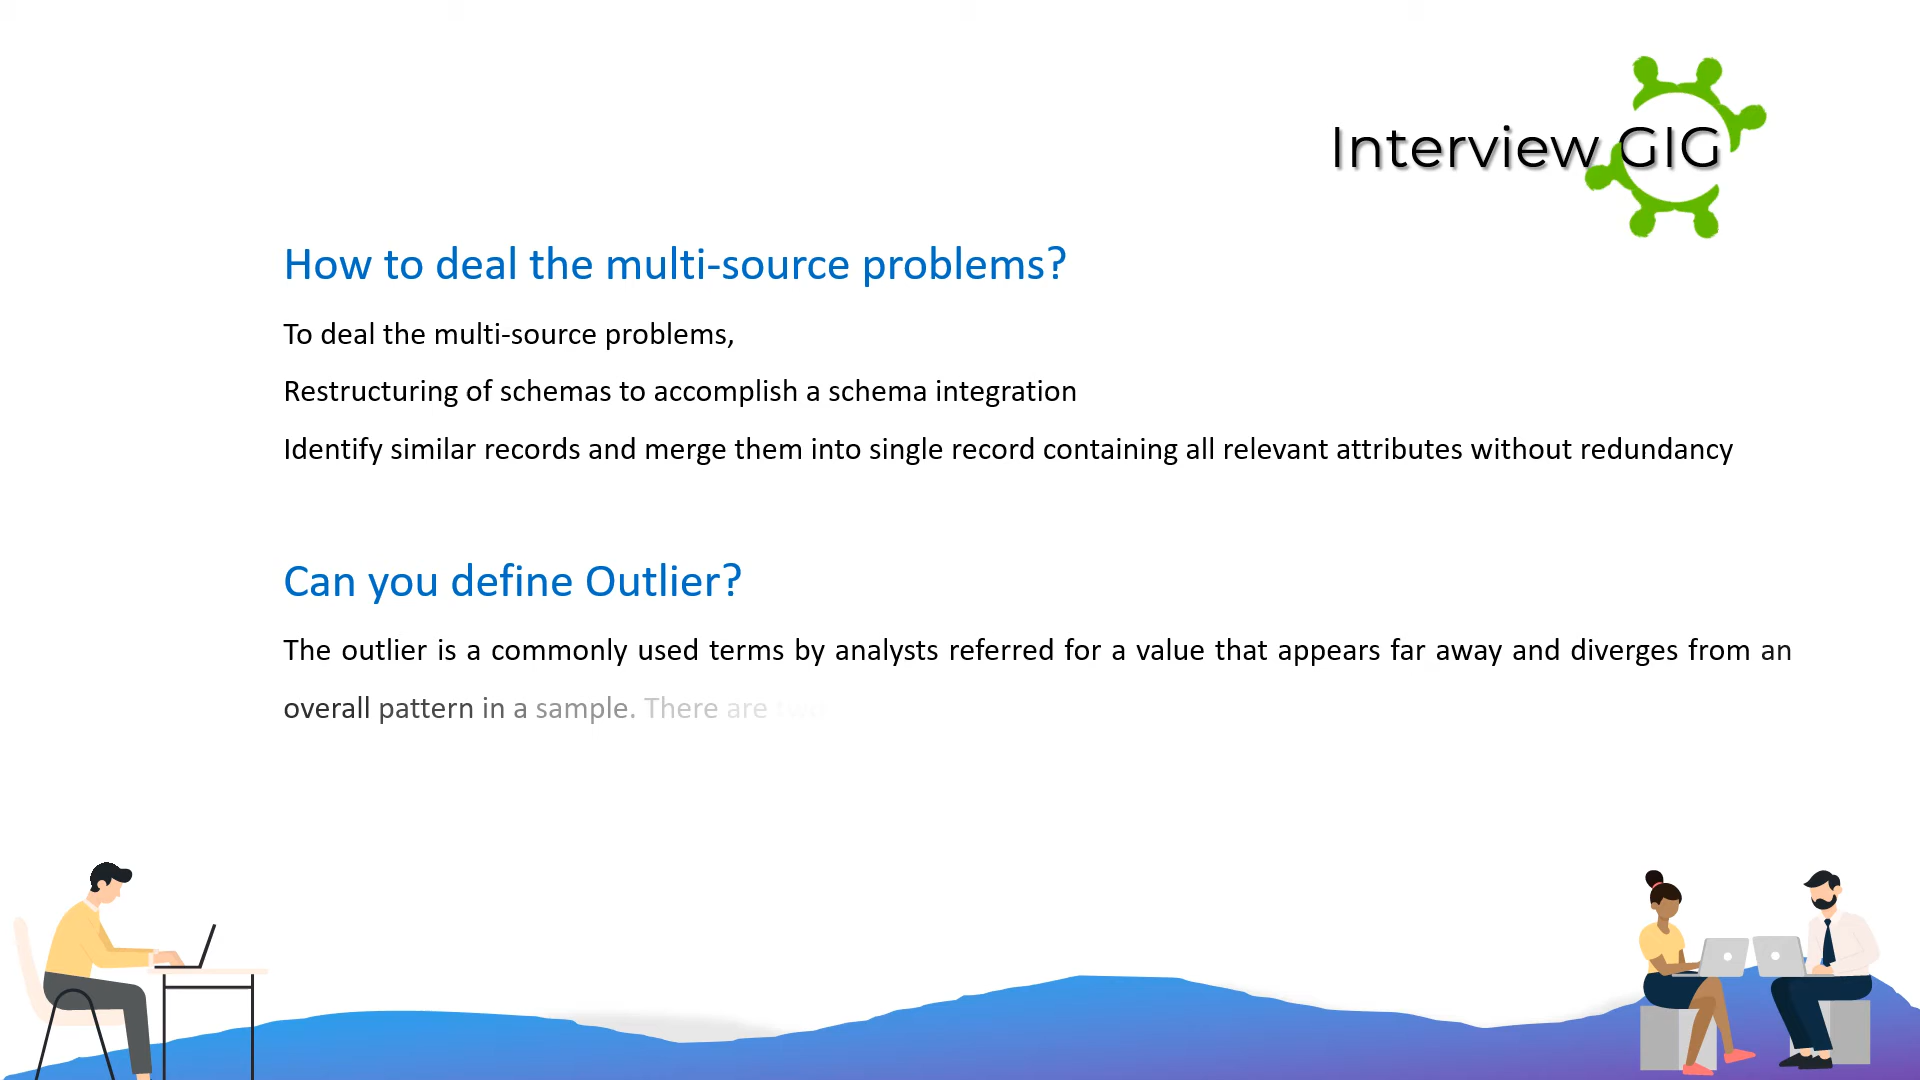 Interview GIG
How to deal the multi-source problems?
To deal the multi-source problems,
Restructuring of schemas to accomplish a schema integration
Identify similar records and merge them into single record containing all relevant attributes without redundancy
Can you define Outlier?
The outlier is a commonly used terms by analysts referred for a value that appears far away and diverges from an
overall pattern in a sample. There are two